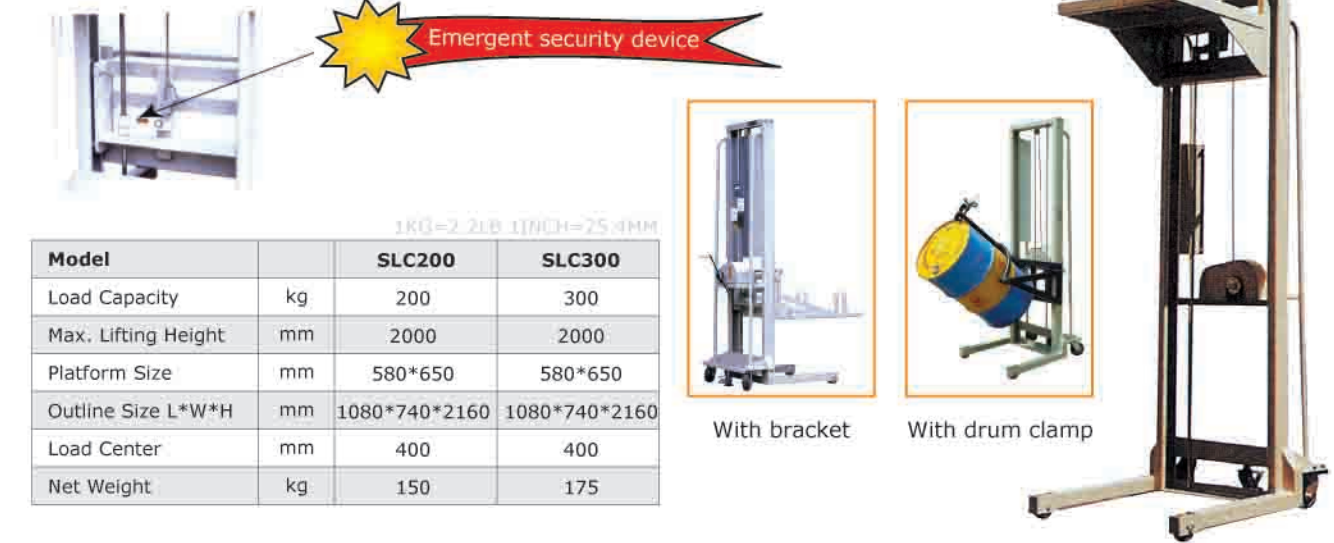 Emergent security device
1KG=2.2LB 1INCH=25.4MM
Model SLC200 SLC300
Load Capacity kg 200 300
Max. Lifting Height mm 2000 2000
Platform Size mm 580*650 580*650
Outline Size L*W*H mm 1080*740*2160 1080*740*2160
Load Center mm 400 400
Net Weight kg 150 175
With bracket
With drum clamp